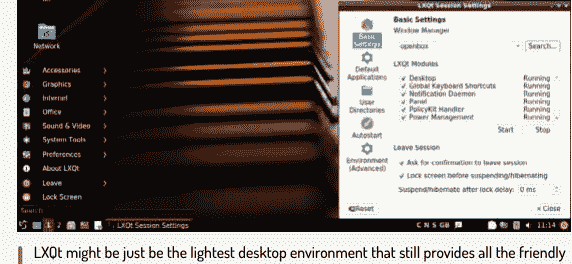 LXQt Session Settings
Network
Basic Settings
Window Manager
Basic
Settings
openbox
Search...
LXQt Modules
Default
Applications
Desktop Running
Global Keyboard Shortcuts Running
Notification Daemon Running
Panel Running
PolicyKit Handler Running
Power Management Running
User
Directories
Start Stop
Autostart
Leave Session
Environment
(Advanced)
Ask for confirmation to leave session
Lock screen before suspending/hibernating
Suspend/hibernate after lock delay: 0 ms
Reset
Close
Accessories
Graphics
Internet
Office
Sound & Video
System Tools
Preferences
About LXQt
Leave
Lock Screen
Search
LXQt Session Settings
C N S GB
11:14
LXQt might be just be the lightest desktop environment that still provides all the friendly